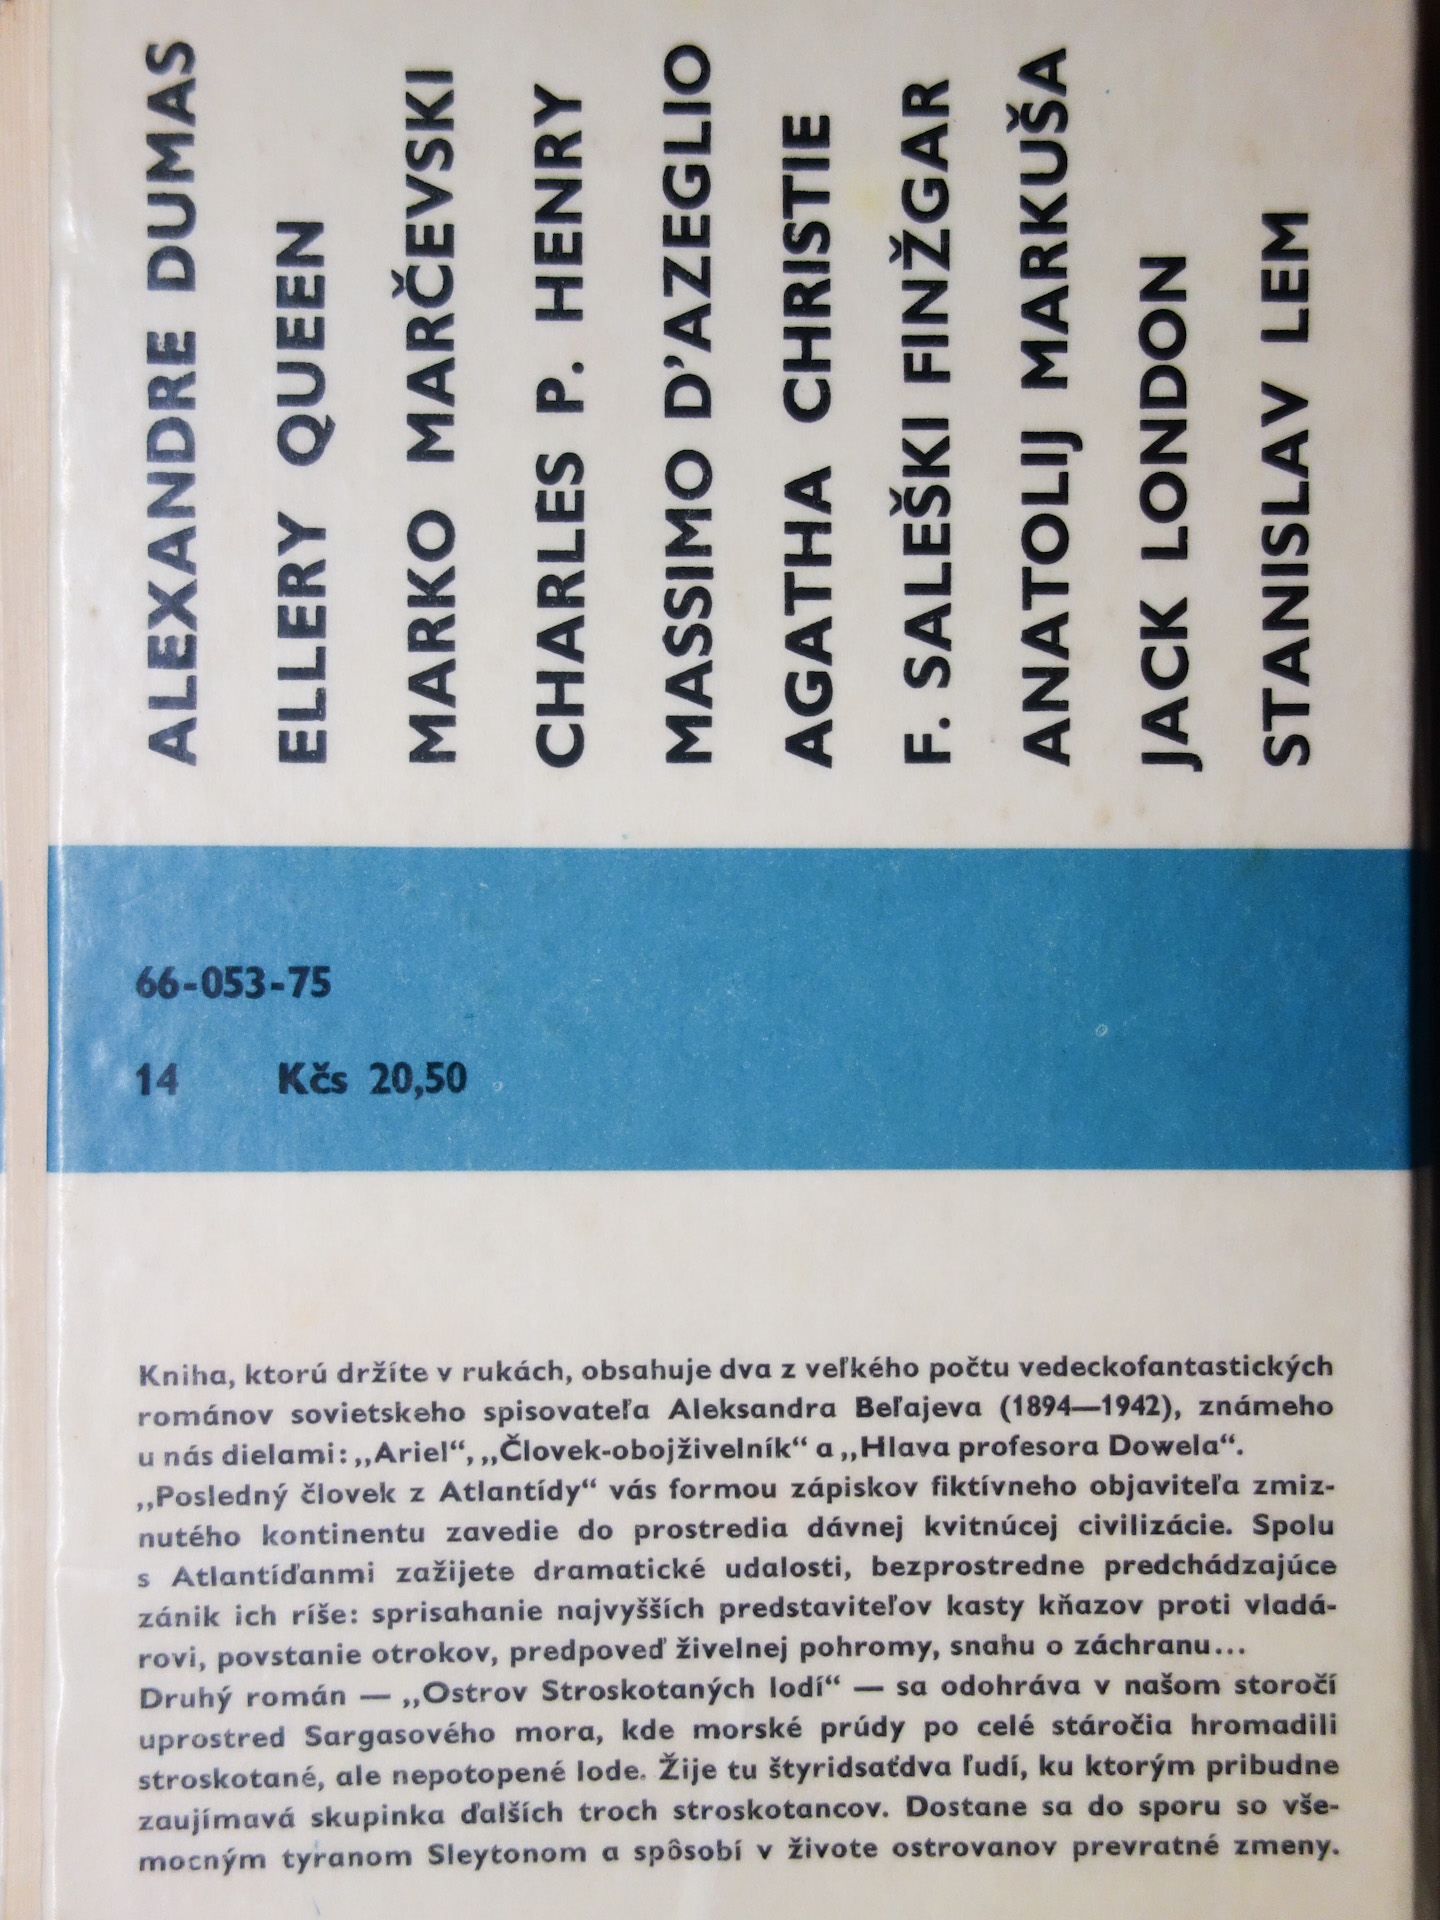 ALEXANDRE DUMAS
ELLERY QUEEN
MARKO MARČEVSKI
CHARLES P. HENRY
MASSIMO D’AZEGLIO
AGATHA CHRISTIE
F. SALEŠKI FINŽGAR
ANATOLIJ MARKUŠA
JACK LONDON
STANISLAV LEM
66-053-75
14 Kčs 20,50
Kniha, ktorú držíte v rukách, obsahuje dva z veľkého počtu vedeckofantastických
románov sovietskeho spisovateľa Aleksandra Beľajeva (1894—1942), známeho
u nás dielami: „Ariel“, „Človek-obojživelník“ a „Hlava profesora Dowela“.
„Posledný človek z Atlantídy“ vás formou zápiskov fiktívneho objaviteľa zmiz-
nutého kontinentu zavedie do prostredia dávnej kvitnúcej civilizácie. Spolu
s Atlantíďanmi zažijete dramatické udalosti, bezprostredne predchádzajúce
zánik ich ríše: sprisahanie najvyšších predstaviteľov kasty kňazov proti vladá-
rovi, povstanie otrokov, predpoveď živelnej pohromy, snahu o záchranu...
Druhý román — „Ostrov Stroskotaných lodí“ — sa odohráva v našom storočí
uprostred Sargasového mora, kde morské prúdy po celé stáročia hromadili
stroskotané, ale nepotopené lode. Žije tu štyridsaťdva ľudí, ku ktorým pribudne
zaujímavá skupinka ďalších troch stroskotancov. Dostane sa do sporu so vše-
mocným tyranom Sleytonom a spôsobí v živote ostrovanov prevratné zmeny.